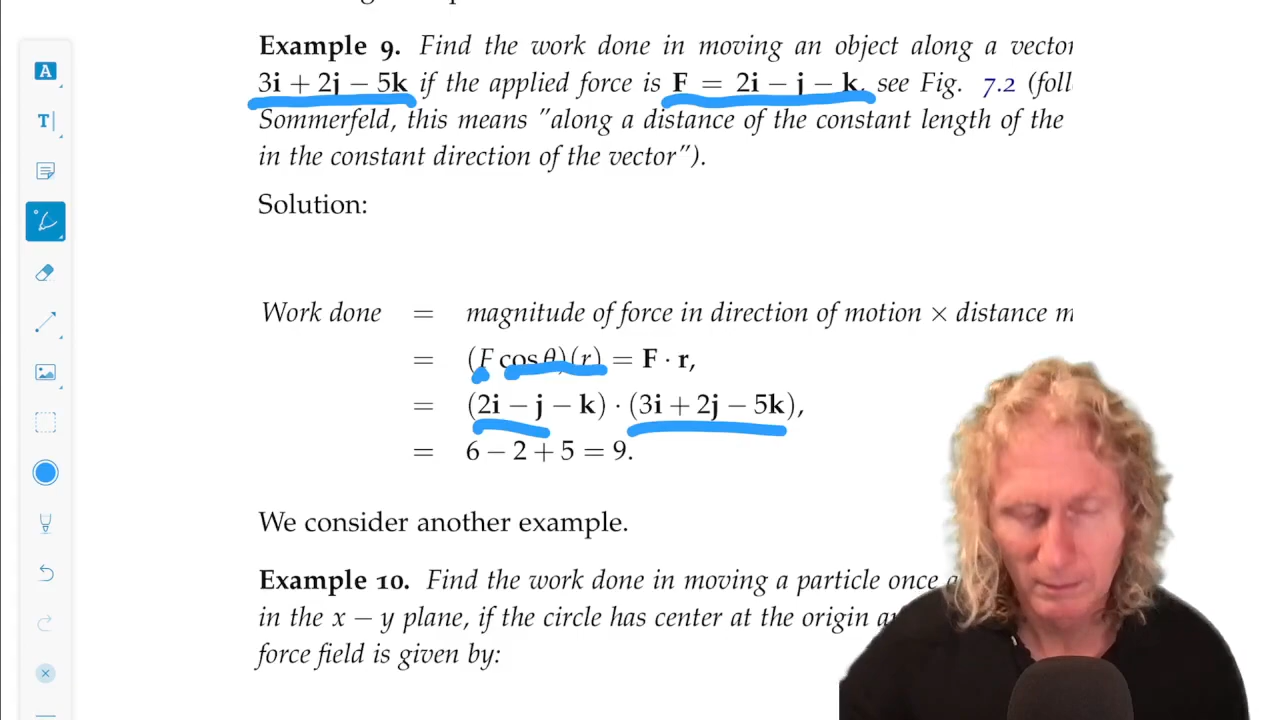 Example 9. Find the work done in moving an object along a vector
3i + 2j − 5k if the applied force is F = 2i − j − k, see Fig. 7.2 (foll
Sommerfeld, this means "along a distance of the constant length of the
in the constant direction of the vector").
Solution:
Work done = magnitude of force in direction of motion × distance m
= (F cos θ)(r) = F · r,
= (2i − j − k) · (3i + 2j − 5k),
= 6 − 2 + 5 = 9.
We consider another example.
Example 10. Find the work done in moving a particle once a
in the x − y plane, if the circle has center at the origin a
force field is given by: